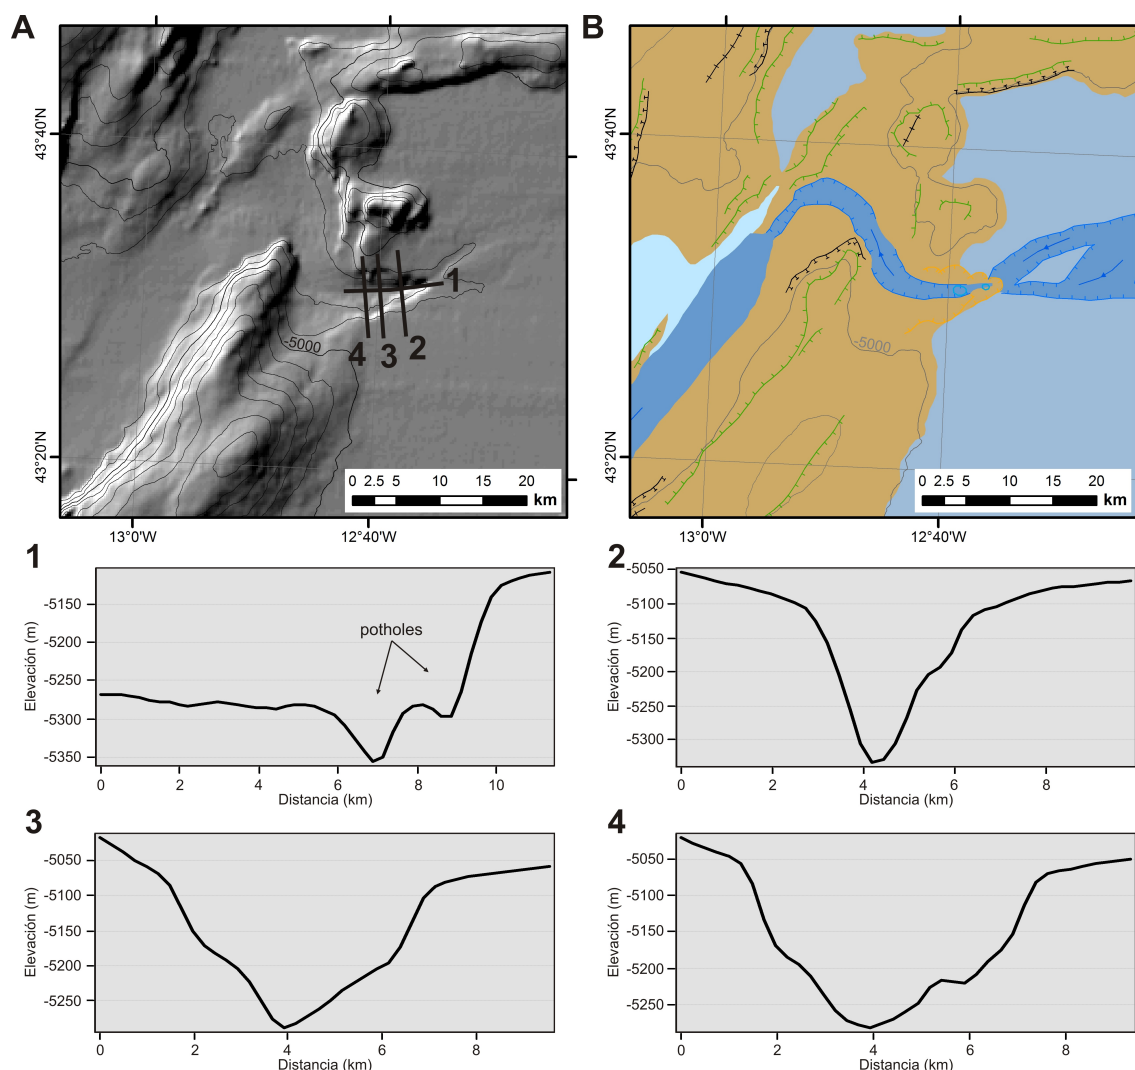 A
B
43°40'N
43°20'N
13°0'W
12°40'W
-5000
1
2
3
4
0 2.5 5 10 15 20
km
43°40'N
43°20'N
13°0'W
12°40'W
-5000
0 2.5 5 10 15 20
km
1
Elevación (m)
-5150
-5200
-5250
-5300
-5350
potholes
0 2 4 6 8 10
Distancia (km)
2
Elevación (m)
-5050
-5100
-5150
-5200
-5250
-5300
0 2 4 6 8
Distancia (km)
3
Elevación (m)
-5050
-5100
-5150
-5200
-5250
0 2 4 6 8
Distancia (km)
4
Elevación (m)
-5050
-5100
-5150
-5200
-5250
0 2 4 6 8
Distancia (km)